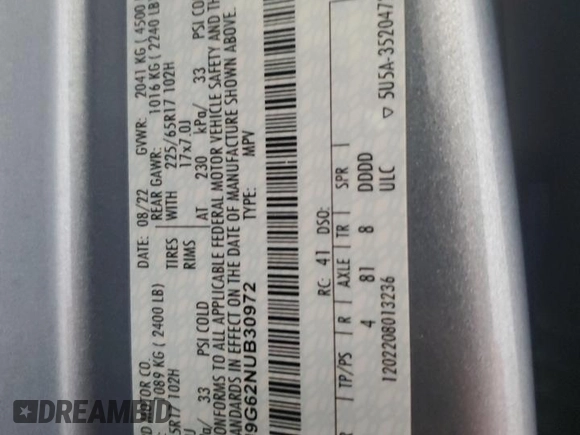 D MOTOR CO.
DATE: 08/22 GVWR: 2041 KG ( 4500
089 KG ( 2400 LB) REAR GAWR: 1016 KG ( 2240 LB
5R17 102H TIRES WITH 225/65R17 102H
RIMS 17x7.0J
kPa/ 33 PSI COLD AT 230 kPa/ 33 PSI CO
ONFORMS TO ALL APPLICABLE FEDERAL MOTOR VEHICLE SAFETY AND TH
ANDARDS IN EFFECT ON THE DATE OF MANUFACTURE SHOWN ABOVE.
9G62NUB30972 TYPE: MPV
RC: 41 DSO:
TP/PS R AXLE TR SPR
4 81 8 DDDD
1202208013236 ULC 5U5A-352047
DREAMBID